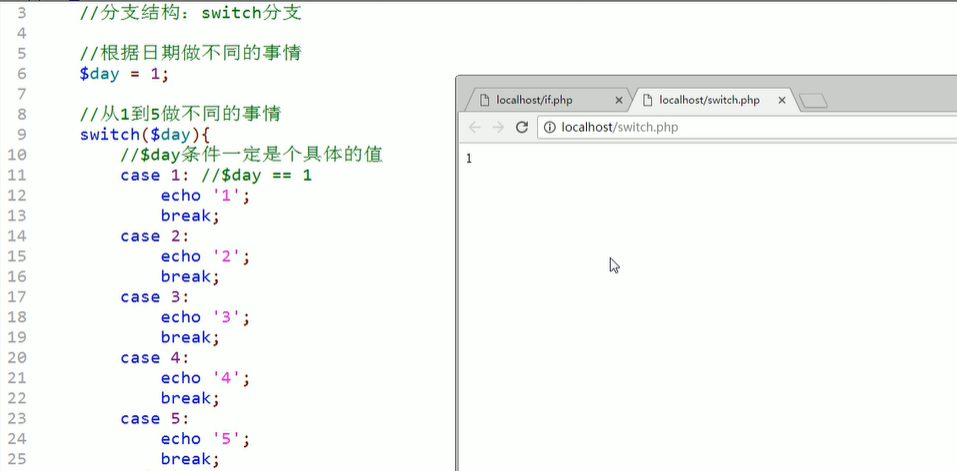 3 //分支结构：switch分支
4
5 //根据日期做不同的事情
6 $day = 1;
7
8 //从1到5做不同的事情
9 switch($day){
10 //$day条件一定是个具体的值
11 case 1: //$day == 1
12 echo '1';
13 break;
14 case 2:
15 echo '2';
16 break;
17 case 3:
18 echo '3';
19 break;
20 case 4:
21 echo '4';
22 break;
23 case 5:
24 echo '5';
25 break;
localhost/if.php localhost/switch.php
localhost/switch.php
1